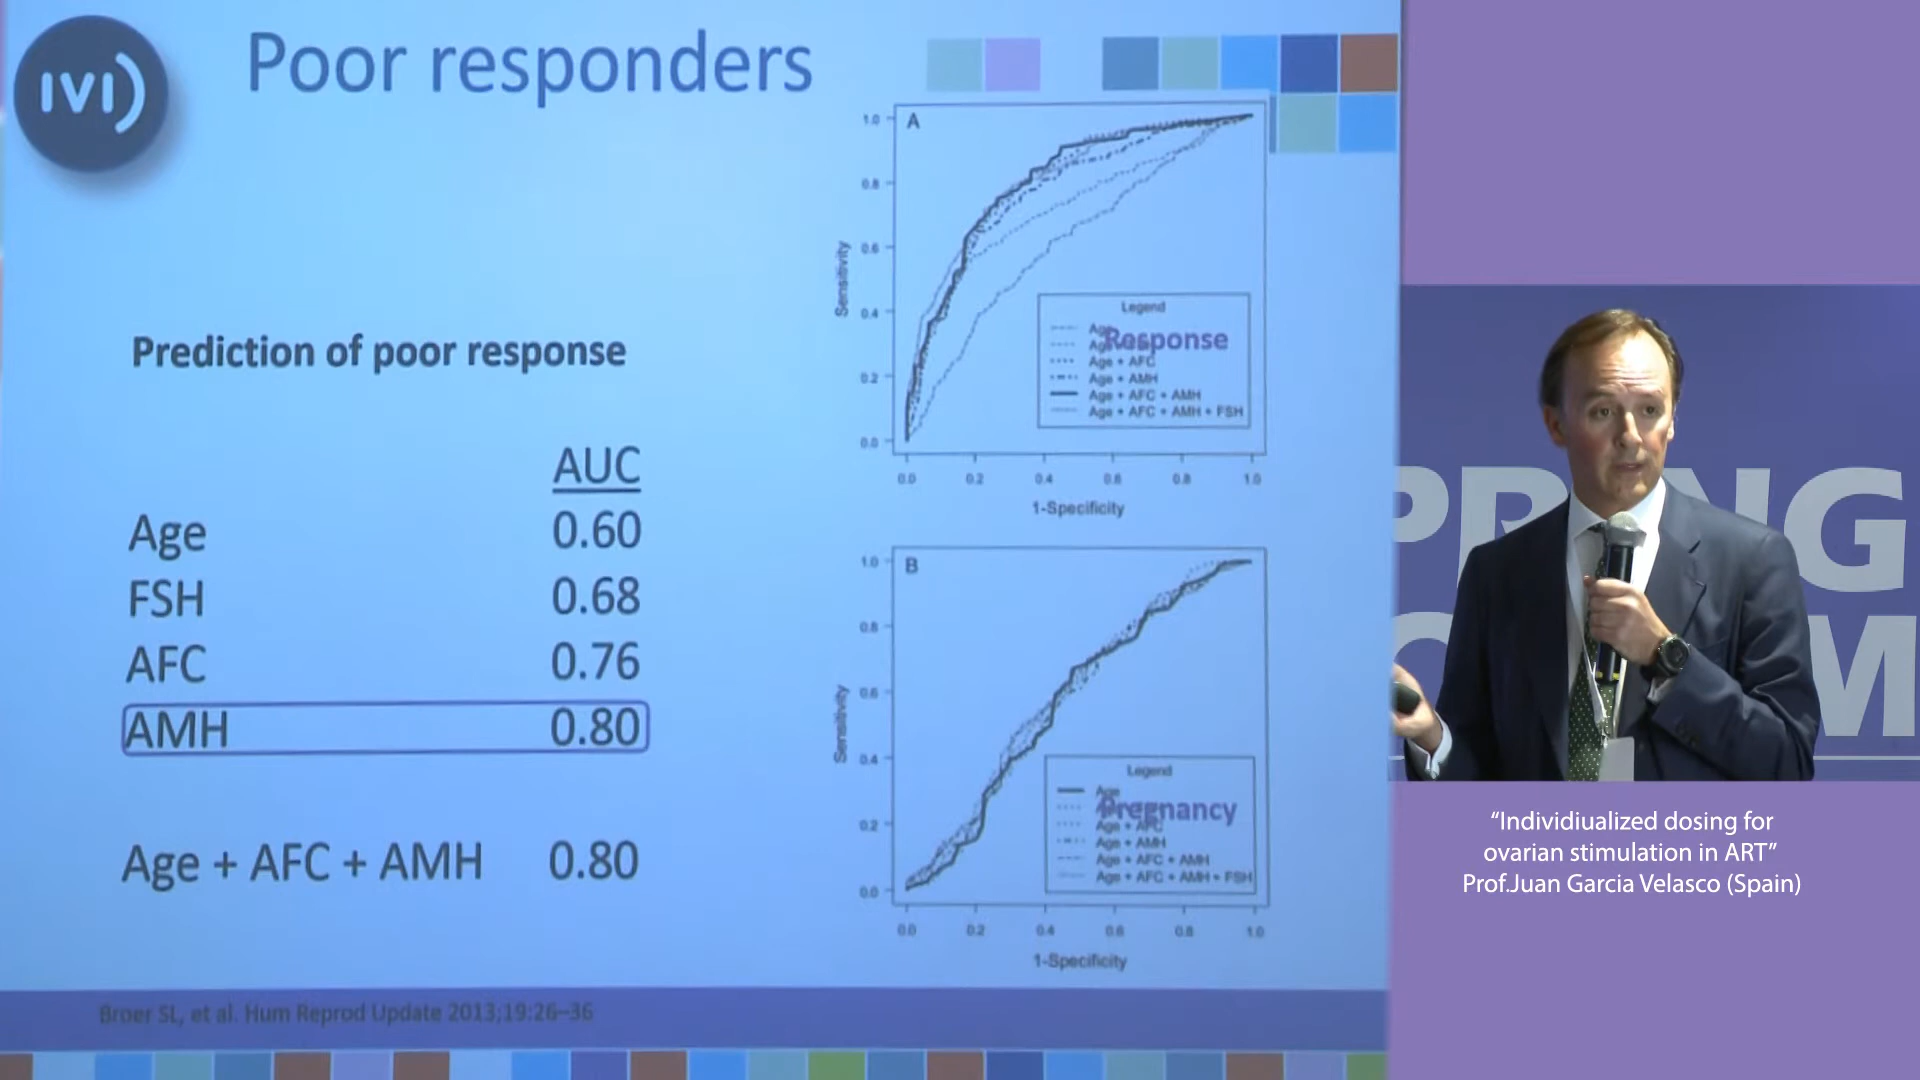 IVI
Poor responders
Prediction of poor response
AUC
Age 0.60
FSH 0.68
AFC 0.76
AMH 0.80
Age + AFC + AMH 0.80
Broer SL, et al. Hum Reprod Update 2013;19:26–36
A
1.0
0.8
0.6
0.4
0.2
0.0
Sensitivity
Legend
Age
Response
Age + AFC
Age + AMH
Age + AFC + AMH
Age + AFC + AMH + FSH
0.0 0.2 0.4 0.6 0.8 1.0
1-Specificity
B
1.0
0.8
0.6
0.4
0.2
0.0
Sensitivity
Legend
Age
Pregnancy
Age + AFC
Age + AMH
Age + AFC + AMH
Age + AFC + AMH + FSH
0.0 0.2 0.4 0.6 0.8 1.0
1-Specificity
“Individiualized dosing for
ovarian stimulation in ART”
Prof.Juan Garcia Velasco (Spain)